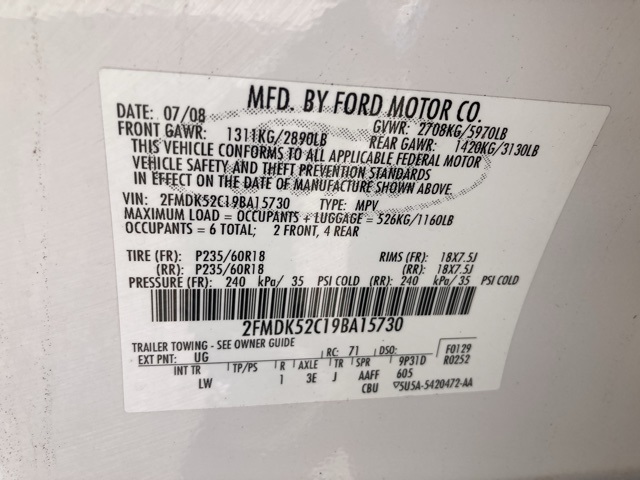 MFD. BY FORD MOTOR CO.
DATE: 07/08 GVWR: 2708KG/5970LB
FRONT GAWR: 1311KG/2890LB REAR GAWR: 1420KG/3130LB
THIS VEHICLE CONFORMS TO ALL APPLICABLE FEDERAL MOTOR
VEHICLE SAFETY AND THEFT PREVENTION STANDARDS
IN EFFECT ON THE DATE OF MANUFACTURE SHOWN ABOVE.
VIN: 2FMDK52C19BA15730 TYPE: MPV
MAXIMUM LOAD = OCCUPANTS + LUGGAGE = 526KG/1160LB
OCCUPANTS = 6 TOTAL; 2 FRONT, 4 REAR
TIRE (FR): P235/60R18 RIMS (FR): 18X7.5J
(RR): P235/60R18 (RR): 18X7.5J
PRESSURE (FR): 240 kPa/ 35 PSI COLD (RR): 240 kPa/ 35 PSI COLD
2FMDK52C19BA15730
TRAILER TOWING - SEE OWNER GUIDE F0129
EXT PNT: UG RC: 71 DSO: R0252
INT TR TP/PS R AXLE TR SPR 9P31D
LW 1 3E J AAFF 605
CBU 5U5A-5420472-AA